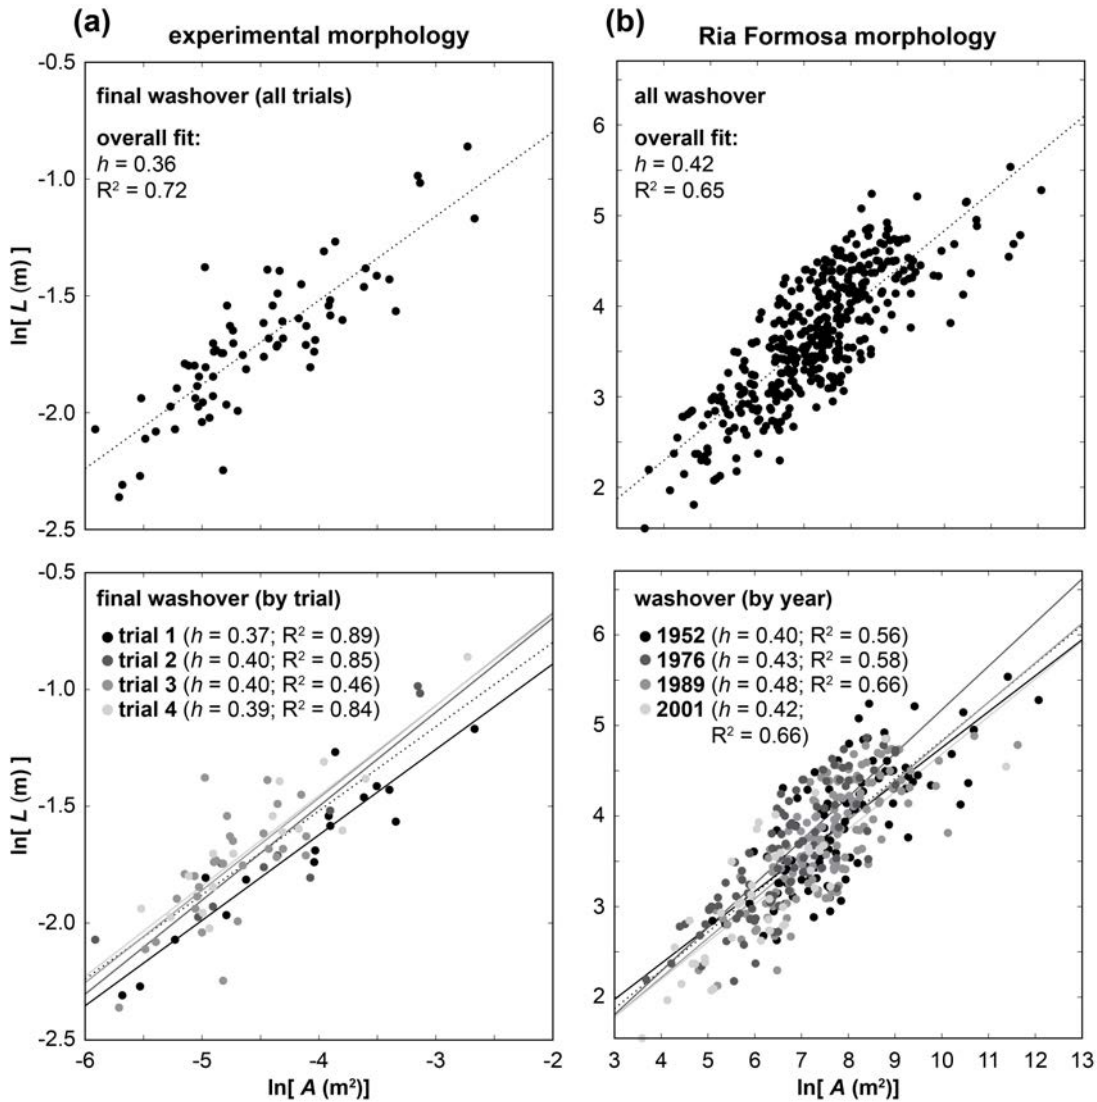 (a)
experimental morphology
-0.5
final washover (all trials)
overall fit:
h = 0.36
R² = 0.72
-1.0
-1.5
-2.0
-2.5
ln[ L (m) ]
(b)
Ria Formosa morphology
all washover
overall fit:
h = 0.42
R² = 0.65
6
5
4
3
2
-0.5
final washover (by trial)
trial 1 (h = 0.37; R² = 0.89)
trial 2 (h = 0.40; R² = 0.85)
trial 3 (h = 0.40; R² = 0.46)
trial 4 (h = 0.39; R² = 0.84)
-1.0
-1.5
-2.0
-2.5
ln[ L (m) ]
-6 -5 -4 -3 -2
ln[ A (m²)]
washover (by year)
1952 (h = 0.40; R² = 0.56)
1976 (h = 0.43; R² = 0.58)
1989 (h = 0.48; R² = 0.66)
2001 (h = 0.42;
R² = 0.66)
6
5
4
3
2
3 4 5 6 7 8 9 10 11 12 13
ln[ A (m²)]